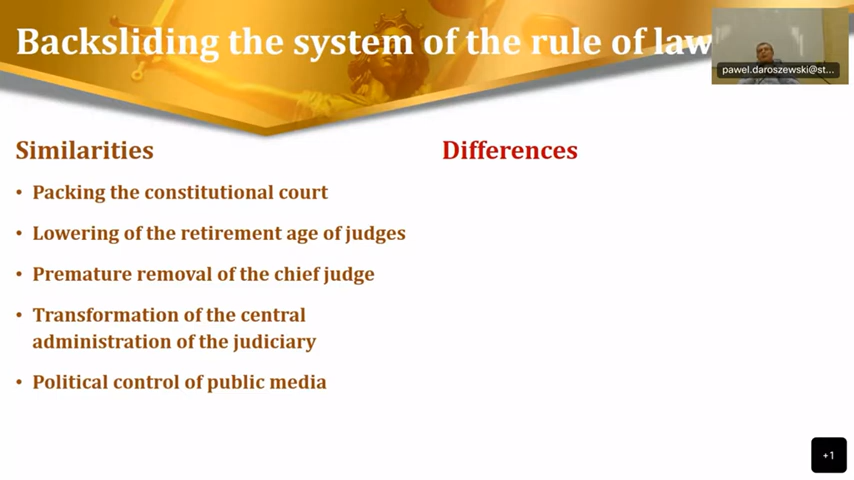 Backsliding the system of the rule of law
pawel.daroszewski@st...
Similarities
• Packing the constitutional court
• Lowering of the retirement age of judges
• Premature removal of the chief judge
• Transformation of the central
administration of the judiciary
• Political control of public media
Differences
+1